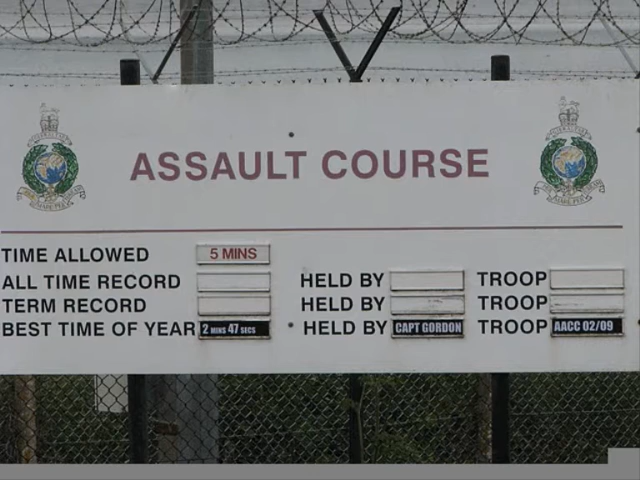 ASSAULT COURSE
TIME ALLOWED 5 MINS
ALL TIME RECORD HELD BY TROOP
TERM RECORD HELD BY TROOP
BEST TIME OF YEAR 2 MINS 47 SECS HELD BY CAPT GORDON TROOP AACC 02/09